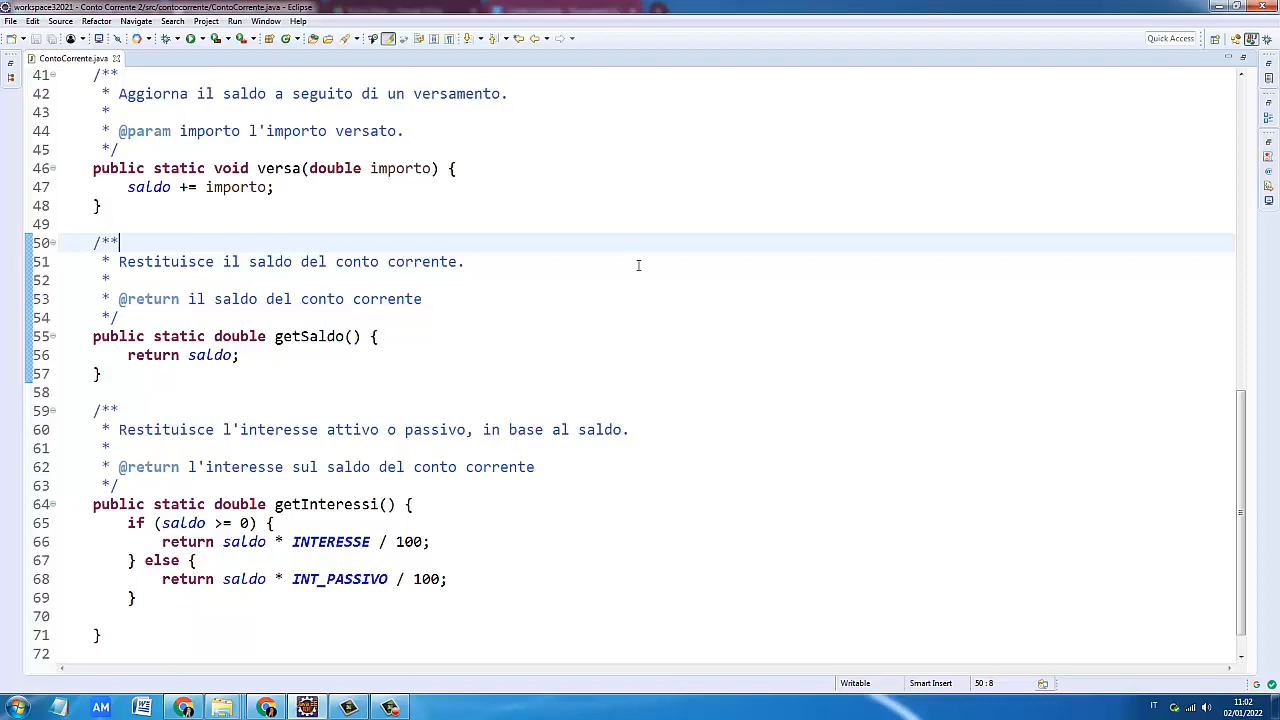 workspace32021 - Conto Corrente 2/src/contocorrente/ContoCorrente.java - Eclipse
File Edit Source Refactor Navigate Search Project Run Window Help
Quick Access
ContoCorrente.java
41 /**
42 * Aggiorna il saldo a seguito di un versamento.
43 *
44 * @param importo l'importo versato.
45 */
46 public static void versa(double importo) {
47 saldo += importo;
48 }
49
50 /**
51 * Restituisce il saldo del conto corrente.
52 *
53 * @return il saldo del conto corrente
54 */
55 public static double getSaldo() {
56 return saldo;
57 }
58
59 /**
60 * Restituisce l'interesse attivo o passivo, in base al saldo.
61 *
62 * @return l'interesse sul saldo del conto corrente
63 */
64 public static double getInteressi() {
65 if (saldo >= 0) {
66 return saldo * INTERESSE / 100;
67 } else {
68 return saldo * INT_PASSIVO / 100;
69 }
70
71 }
72
Writable Smart Insert 50 : 8
AM
IT 11:02
02/01/2022